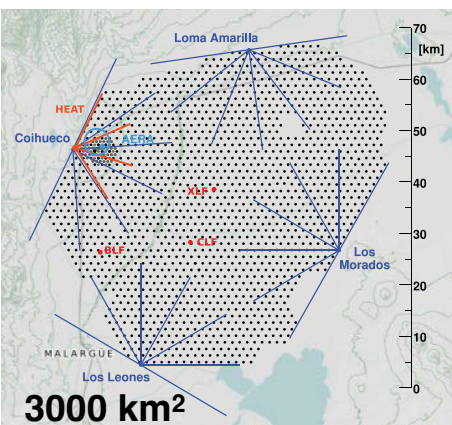 Loma Amarilla
70
[km]
60
HEAT
Coihueco
AERA
50
XLF
40
CLF
BLF
30
Los
Morados
20
10
MALARGUE
Los Leones
0
3000 km²